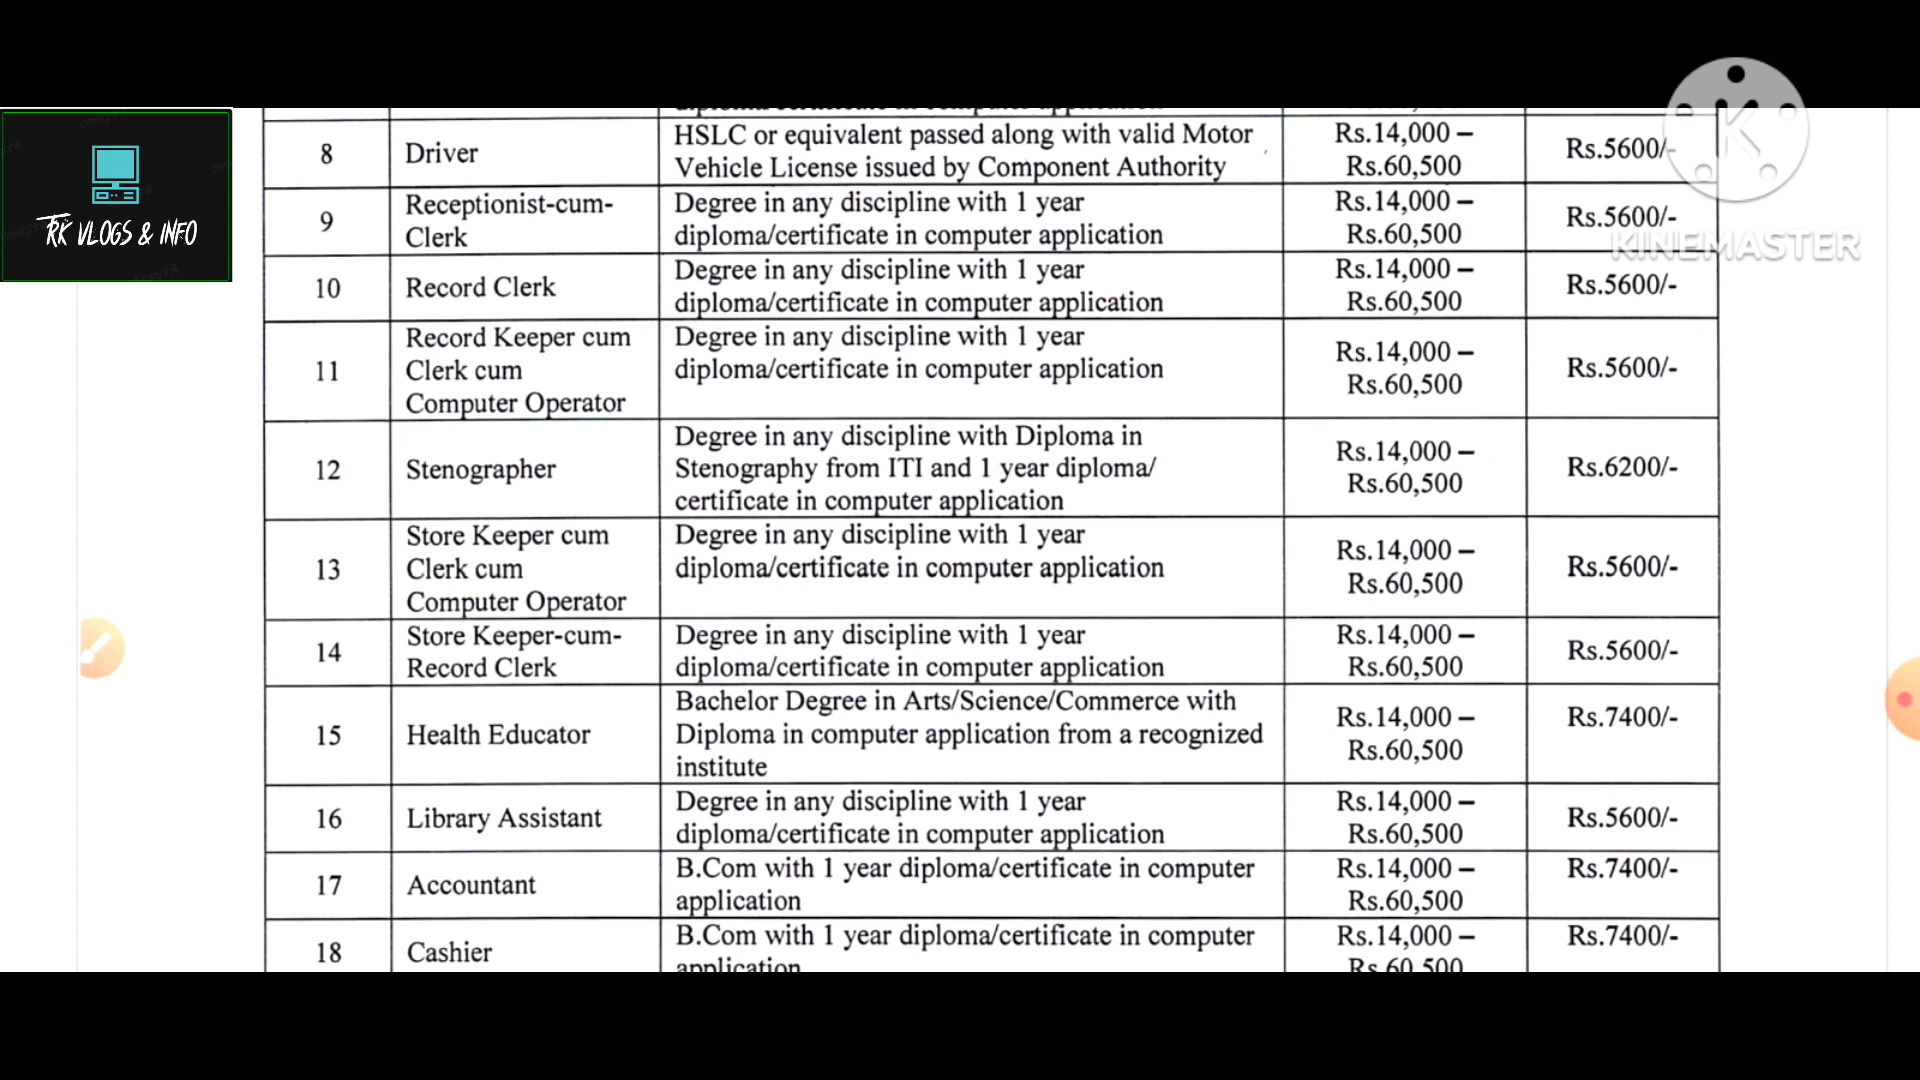 RK VLOGS & INFO
KINEMASTER
diploma/certificate in computer application
8 Driver HSLC or equivalent passed along with valid Motor Rs.14,000 – Rs.5600/-
Vehicle License issued by Component Authority Rs.60,500
9 Receptionist-cum- Degree in any discipline with 1 year Rs.14,000 – Rs.5600/-
Clerk diploma/certificate in computer application Rs.60,500
10 Record Clerk Degree in any discipline with 1 year Rs.14,000 – Rs.5600/-
diploma/certificate in computer application Rs.60,500
11 Record Keeper cum Degree in any discipline with 1 year Rs.14,000 – Rs.5600/-
Clerk cum diploma/certificate in computer application Rs.60,500
Computer Operator
12 Stenographer Degree in any discipline with Diploma in Rs.14,000 – Rs.6200/-
Stenography from ITI and 1 year diploma/ Rs.60,500
certificate in computer application
13 Store Keeper cum Degree in any discipline with 1 year Rs.14,000 – Rs.5600/-
Clerk cum diploma/certificate in computer application Rs.60,500
Computer Operator
14 Store Keeper-cum- Degree in any discipline with 1 year Rs.14,000 – Rs.5600/-
Record Clerk diploma/certificate in computer application Rs.60,500
15 Health Educator Bachelor Degree in Arts/Science/Commerce with Rs.14,000 – Rs.7400/-
Diploma in computer application from a recognized Rs.60,500
institute
16 Library Assistant Degree in any discipline with 1 year Rs.14,000 – Rs.5600/-
diploma/certificate in computer application Rs.60,500
17 Accountant B.Com with 1 year diploma/certificate in computer Rs.14,000 – Rs.7400/-
application Rs.60,500
18 Cashier B.Com with 1 year diploma/certificate in computer Rs.14,000 – Rs.7400/-
application Rs.60,500